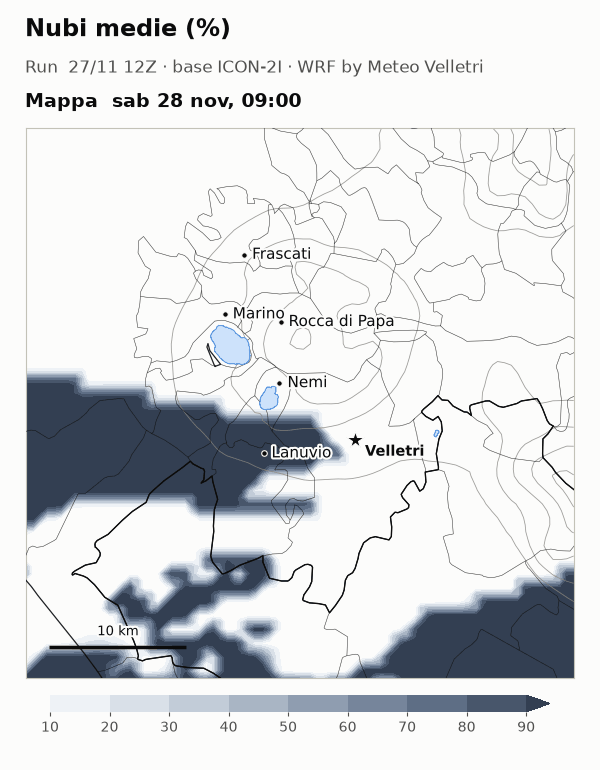 Nubi medie (%)
Run 27/11 12Z · base ICON-2I · WRF by Meteo Velletri
Mappa sab 28 nov, 09:00
Frascati
Marino
Rocca di Papa
Nemi
Velletri
Lanuvio
10 km
10 20 30 40 50 60 70 80 90